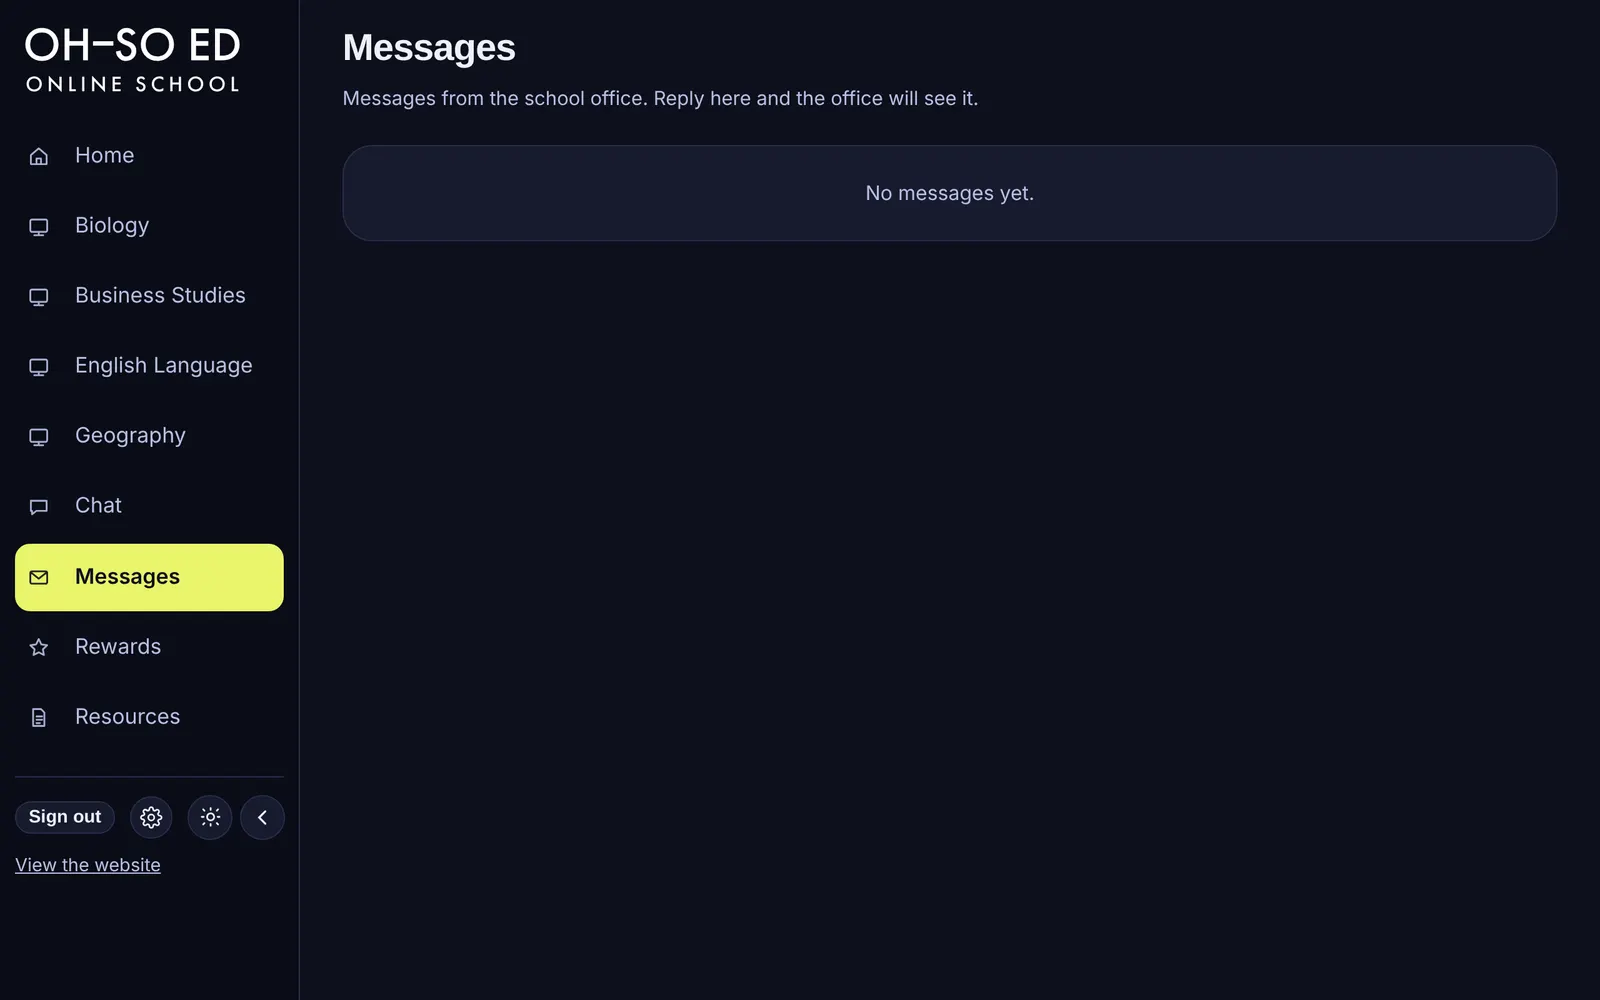 OH-SO ED
ONLINE SCHOOL
Home
Biology
Business Studies
English Language
Geography
Chat
Messages
Rewards
Resources
Sign out
View the website
Messages
Messages from the school office. Reply here and the office will see it.
No messages yet.